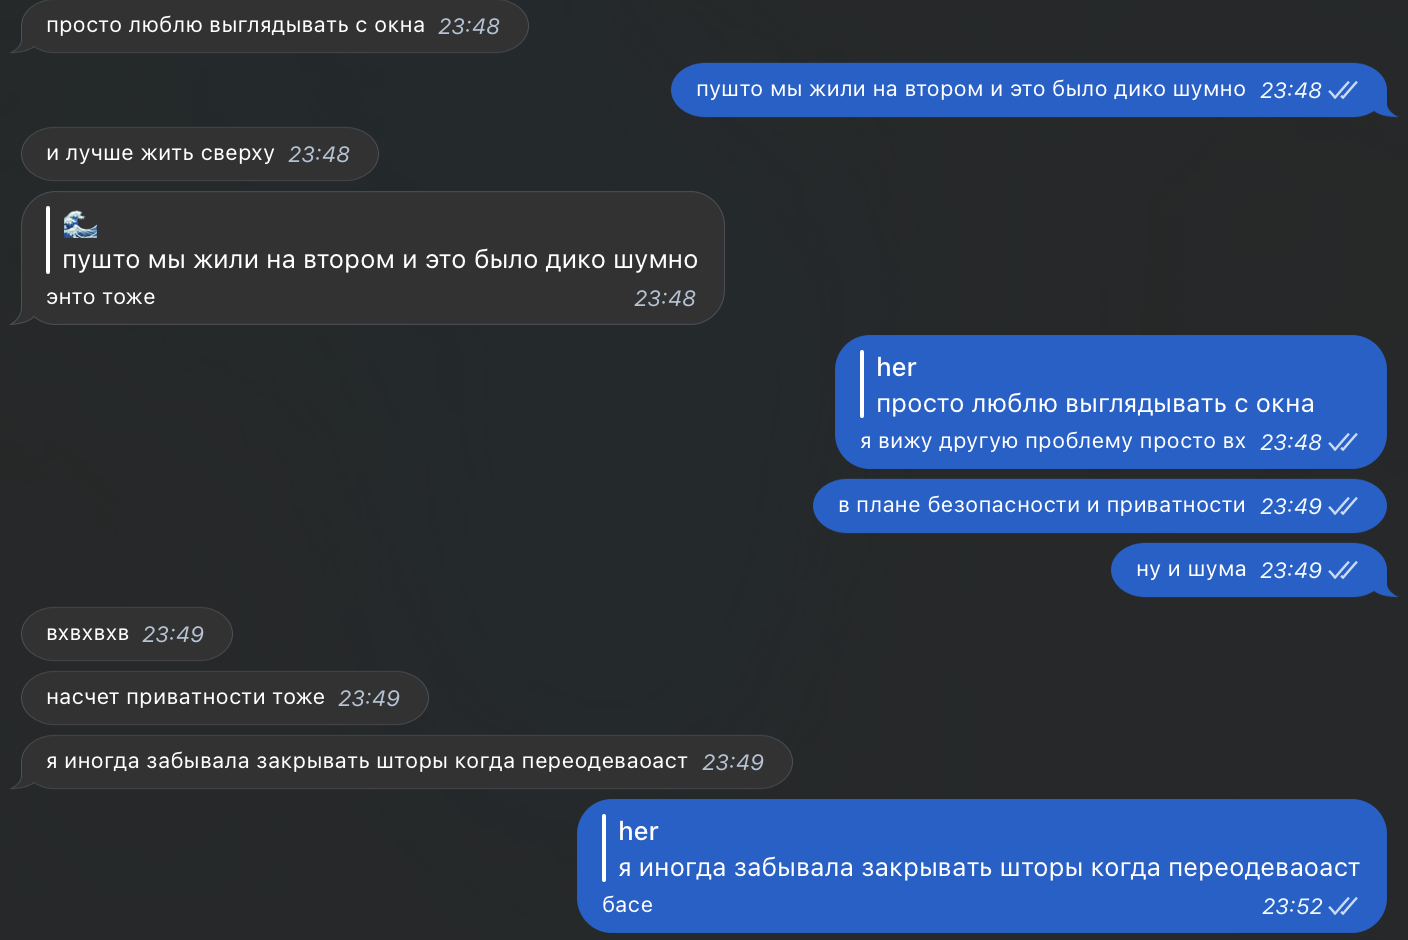 просто люблю выглядывать с окна 23:48
пушто мы жили на втором и это было дико шумно 23:48
и лучше жить сверху 23:48
🌊
пушто мы жили на втором и это было дико шумно
энто тоже 23:48
her
просто люблю выглядывать с окна
я вижу другую проблему просто вх 23:48
в плане безопасности и приватности 23:49
ну и шума 23:49
вхвхвхв 23:49
насчет приватности тоже 23:49
я иногда забывала закрывать шторы когда переодеваоаст 23:49
her
я иногда забывала закрывать шторы когда переодеваоаст
басе 23:52